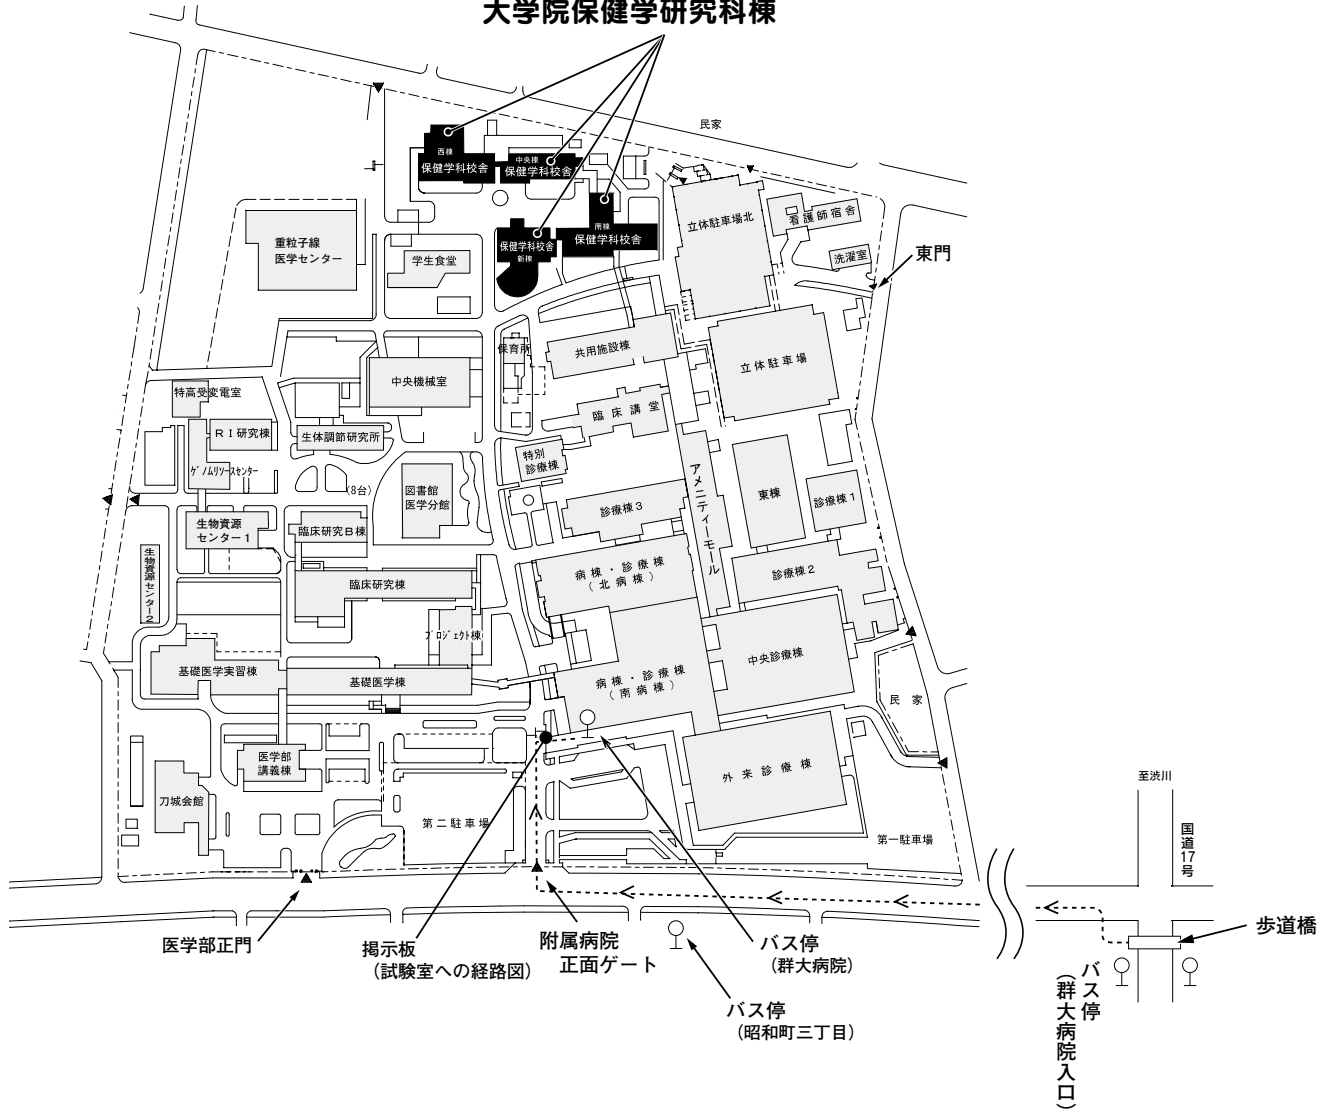 大学院保健学研究科棟
民家
西棟
保健学科校舎
中央棟
保健学科校舎
南棟
保健学科校舎
保健学科校舎
新棟
立体駐車場北
看護師宿舎
洗濯室
東門
重粒子線
医学センター
学生食堂
保育所
共用施設棟
立体駐車場
中央機械室
特高受変電室
RI研究棟
生体調節研究所
臨床講堂
特別
診療棟
ゲノムリソースセンター
(8台)
図書館
医学分館
アメニティーモール
東棟
診療棟1
診療棟3
生物資源
センター1
臨床研究B棟
生物資源センター2
臨床研究棟
病棟・診療棟
(北病棟)
診療棟2
プロジェクト棟
基礎医学実習棟
基礎医学棟
病棟・診療棟
(南病棟)
中央診療棟
民家
医学部
講義棟
外来診療棟
刀城会館
第二駐車場
第一駐車場
至渋川
国道17号
歩道橋
医学部正門
掲示板
(試験室への経路図)
附属病院
正面ゲート
バス停
(群大病院)
バス停
(昭和町三丁目)
バス停
(群大病院入口)